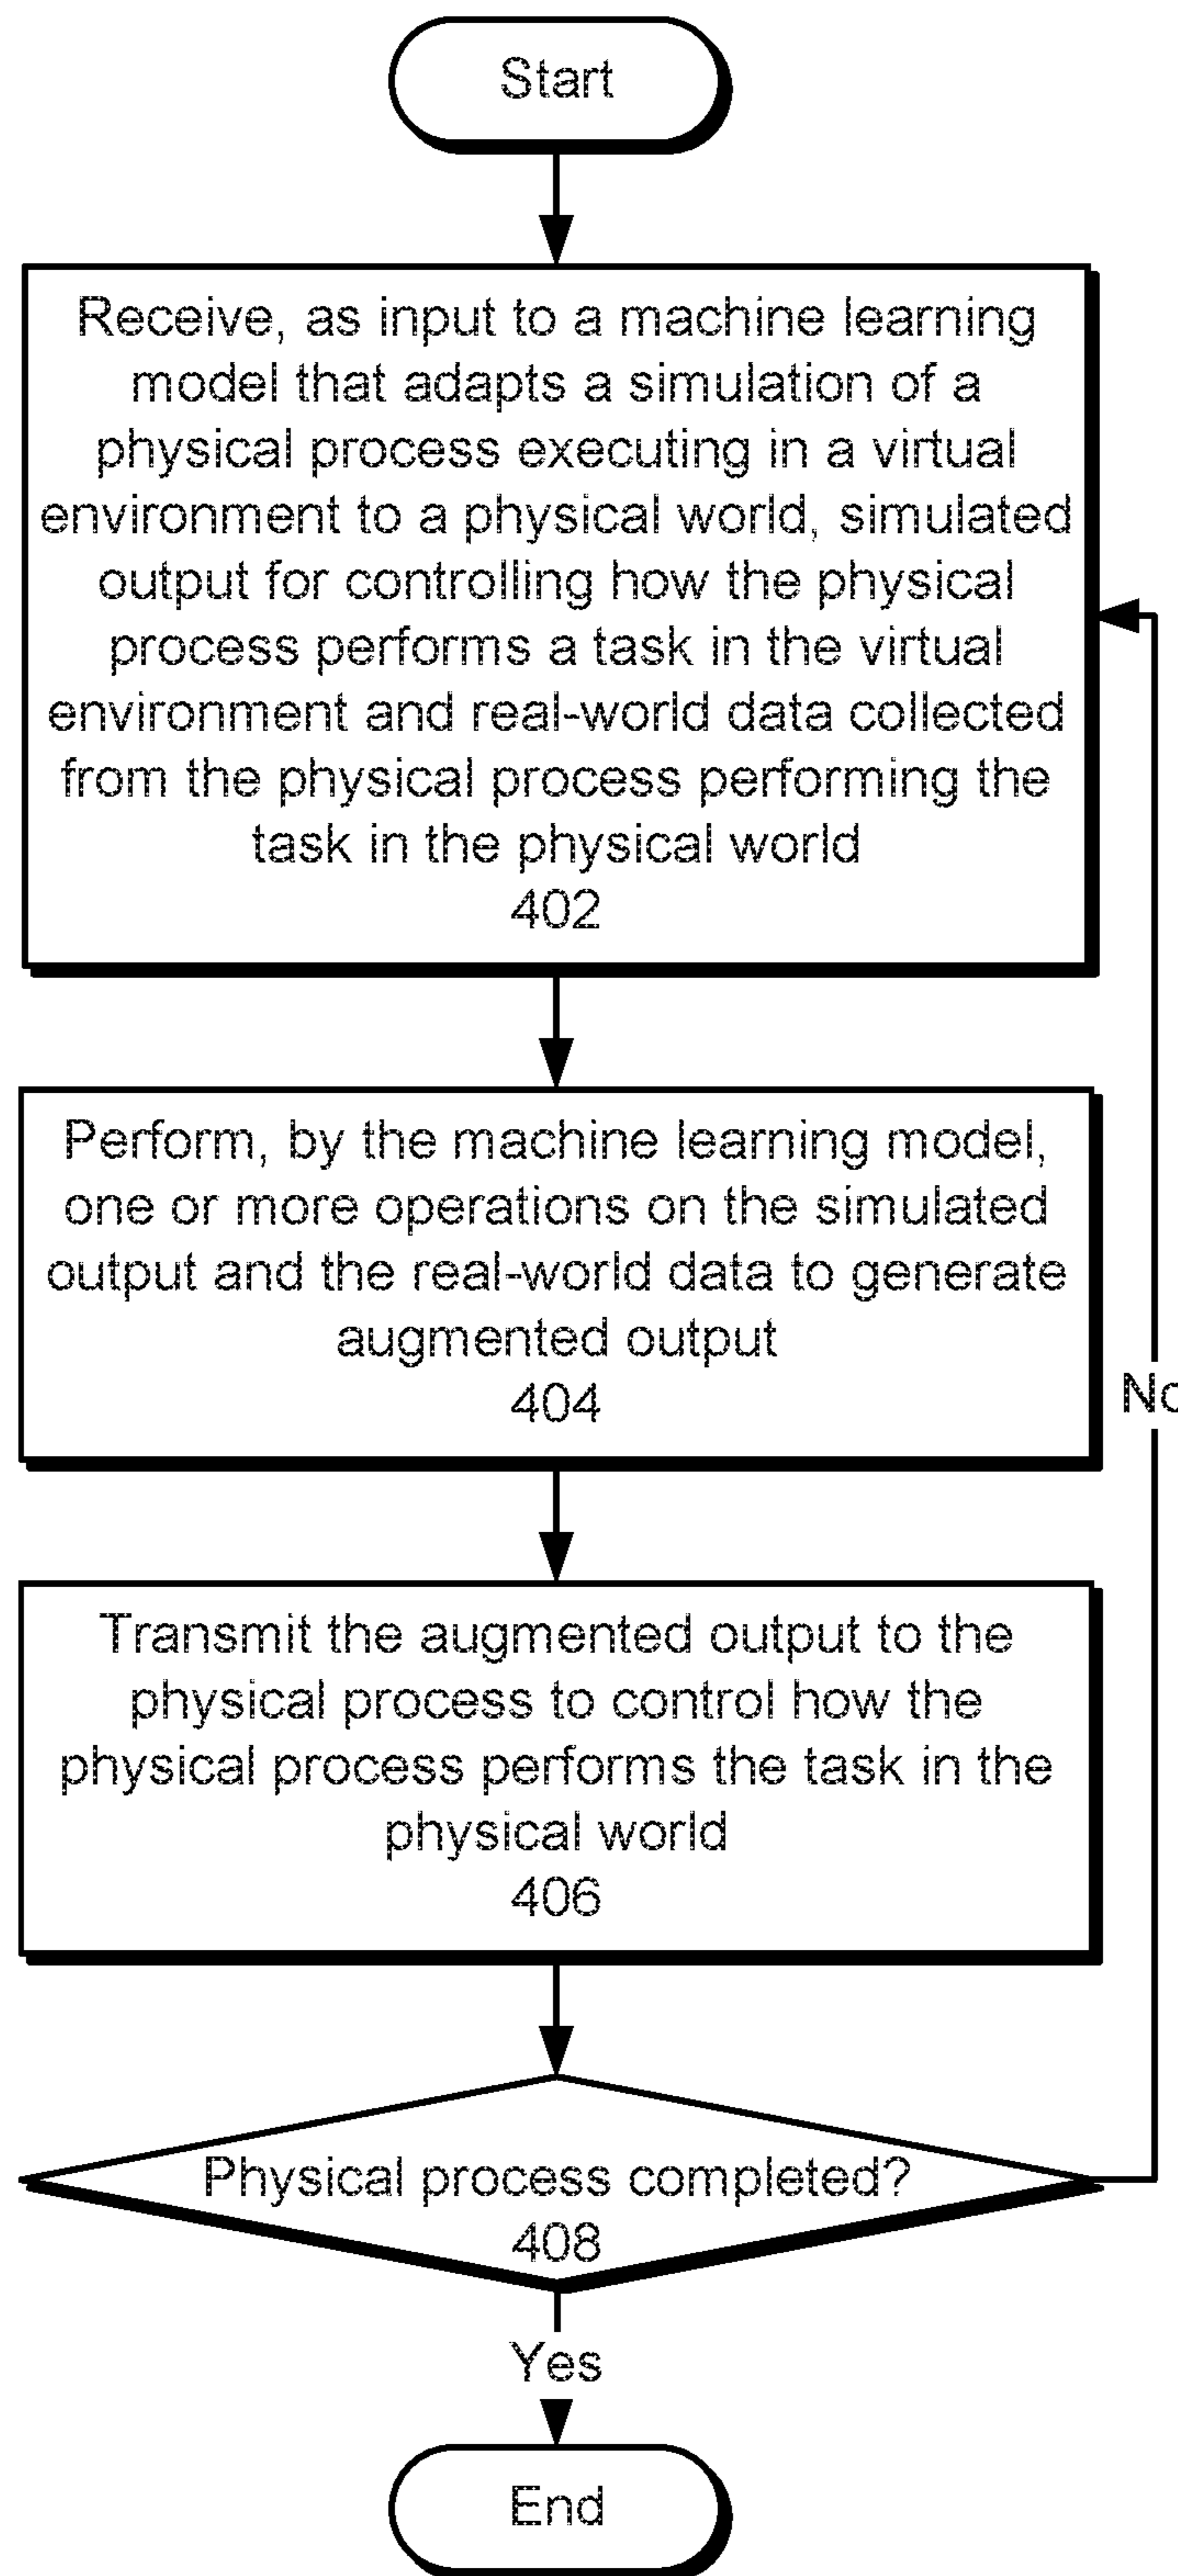 Start
Receive, as input to a machine learning
model that adapts a simulation of a
physical process executing in a virtual
environment to a physical world, simulated
output for controlling how the physical
process performs a task in the virtual
environment and real-world data collected
from the physical process performing the
task in the physical world
402
Perform, by the machine learning model,
one or more operations on the simulated
output and the real-world data to generate
augmented output
404
No
Transmit the augmented output to the
physical process to control how the
physical process performs the task in the
physical world
406
Physical process completed?
408
Yes
End